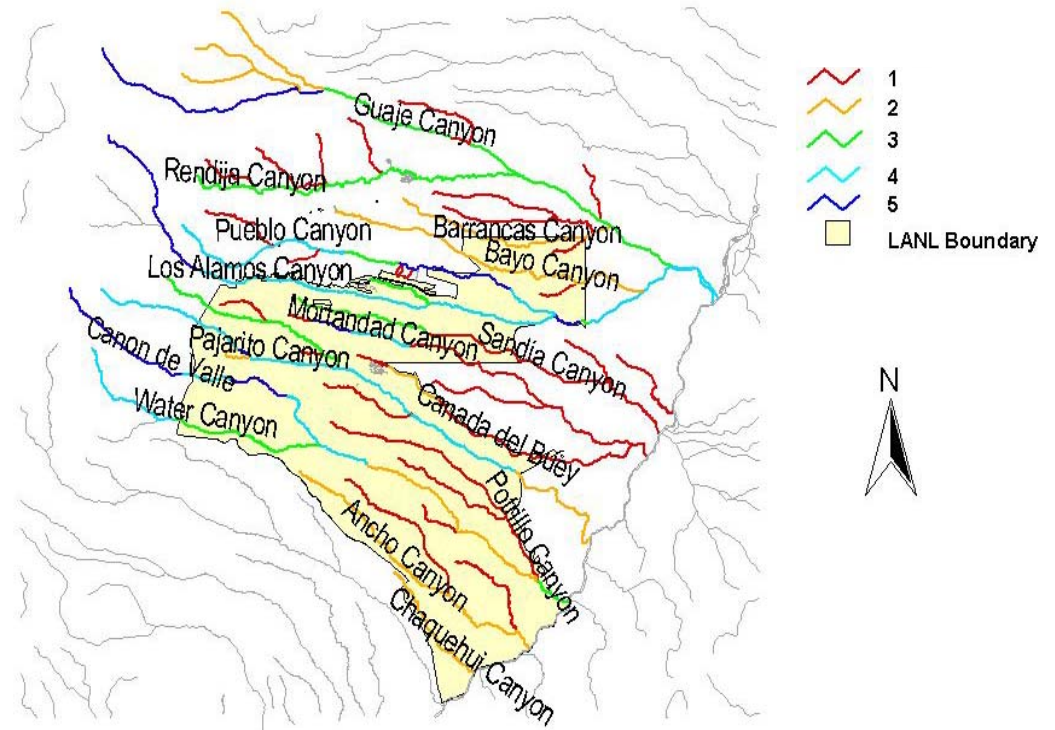 Guaje Canyon
Rendija Canyon
Barrancas Canyon
Pueblo Canyon
Bayo Canyon
Los Alamos Canyon
Mortandad Canyon
Sandia Canyon
Pajarito Canyon
Canon de Valle
Canada del Buey
Water Canyon
Potrillo Canyon
Ancho Canyon
Chaquehui Canyon
1
2
3
4
5
LANL Boundary
N